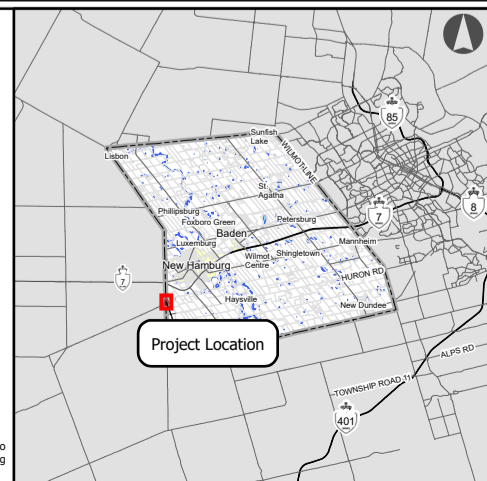 85
Sunfish
Lake
WILMOT-LINE
Lisbon
St.
Agatha
8
Phillipsburg
7
Foxboro Green
Petersburg
Baden
Mannheim
Luxemburg
Wilmot
Centre
Shingletown
New Hamburg
7
HURON RD
Haysville
New Dundee
Project Location
ALPS RD
TOWNSHIP ROAD 11
401
o
g